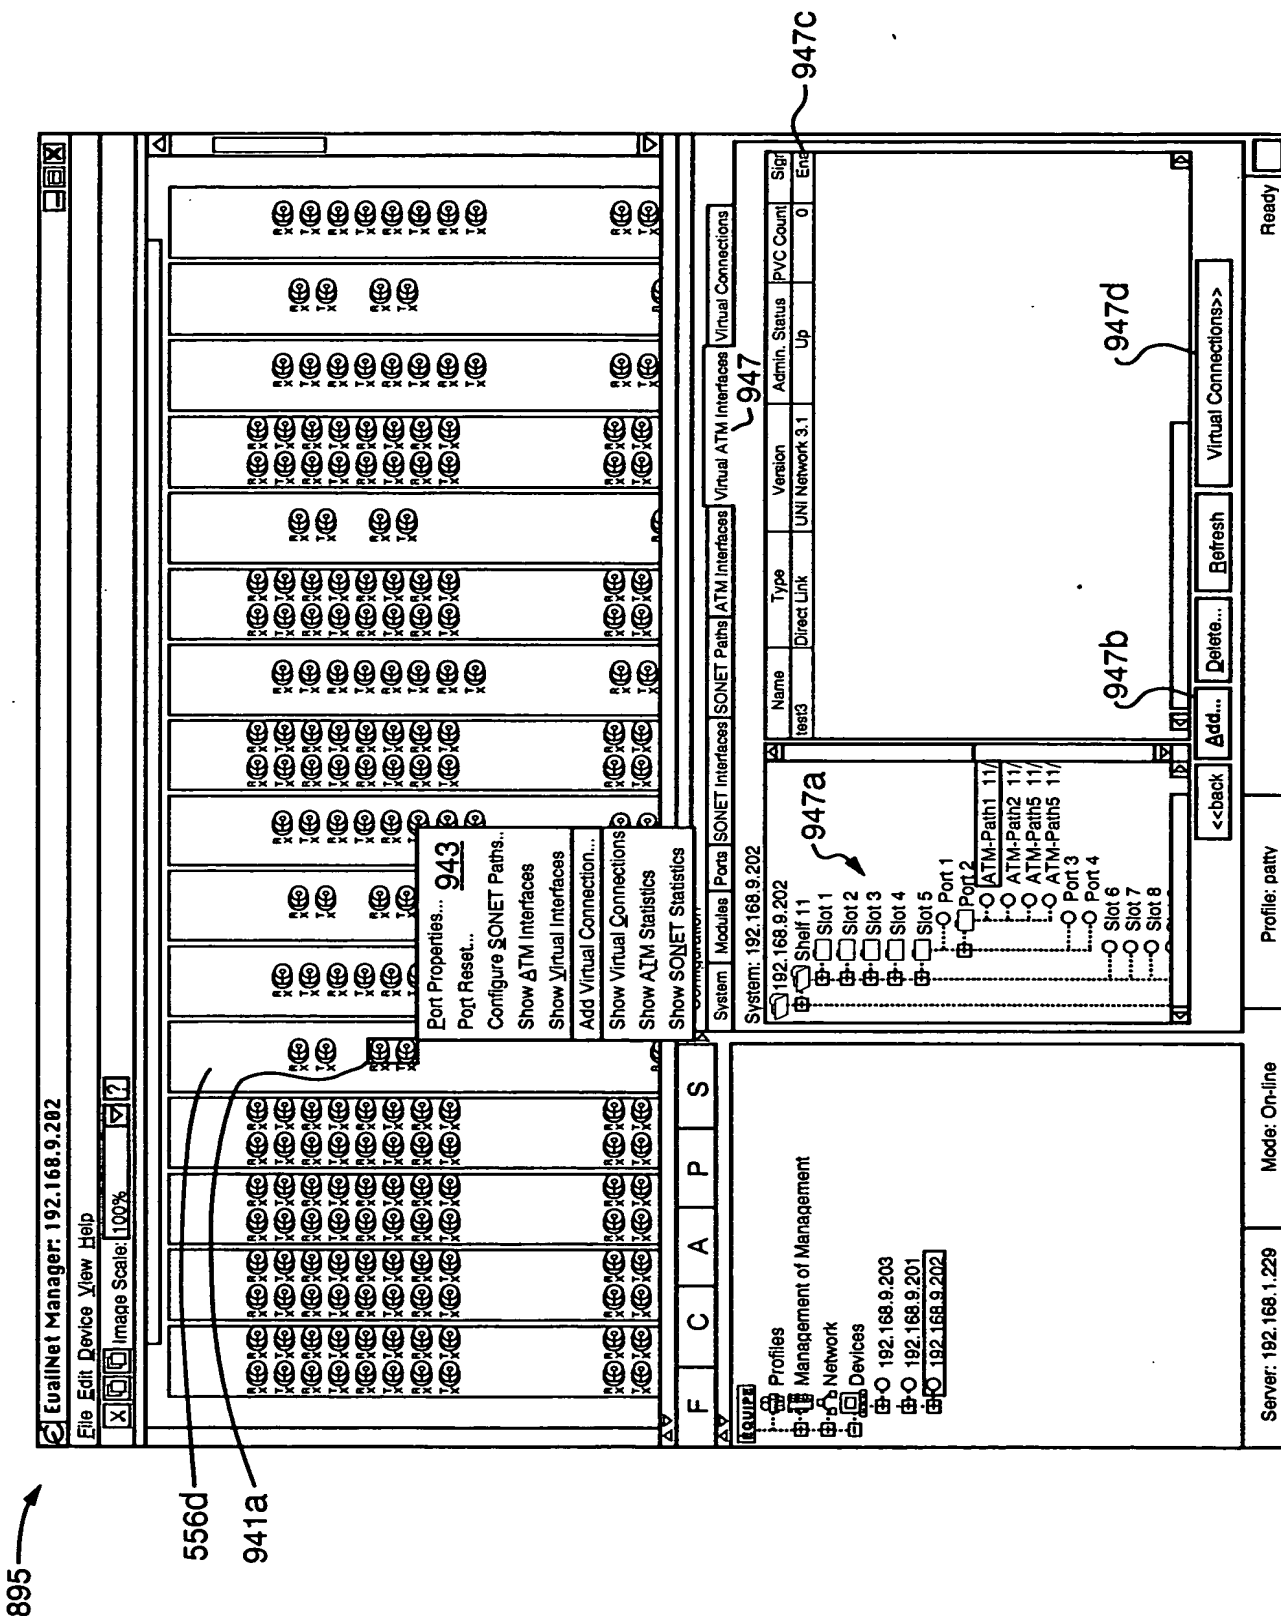 895
EuallNet Manager: 192.168.9.202
File Edit Device View Help
Image Scale: 100% ?
556d
941a
943
Port Properties...
Port Reset...
Configure SONET Paths...
Show ATM Interfaces
Show Virtual Interfaces
Add Virtual Connection...
Show Virtual Connections
Show ATM Statistics
Show SONET Statistics
F C A P S
EQUIPE
Profiles
Management of Management
Network
Devices
192.168.9.203
192.168.9.201
192.168.9.202
Configuration
System Modules Ports SONET Interfaces SONET Paths ATM Interfaces Virtual ATM Interfaces Virtual Connections
947
System: 192.168.9.202
192.168.9.202
Shelf 11
Slot 1
Slot 2
Slot 3
Slot 4
Slot 5
Port 1
Port 2
ATM-Path1 11/
ATM-Path2 11/
ATM-Path5 11/
ATM-Path5 11/
Port 3
Port 4
Slot 6
Slot 7
Slot 8
947a
Name Type Version Admin. Status PVC Count Sigr
test3 Direct Link UNI Network 3.1 Up 0 Ena
947c
947b
947d
<<back Add... Delete... Refresh Virtual Connections>>
Server: 192.168.1.229 Mode: On-line Profile: patty Ready